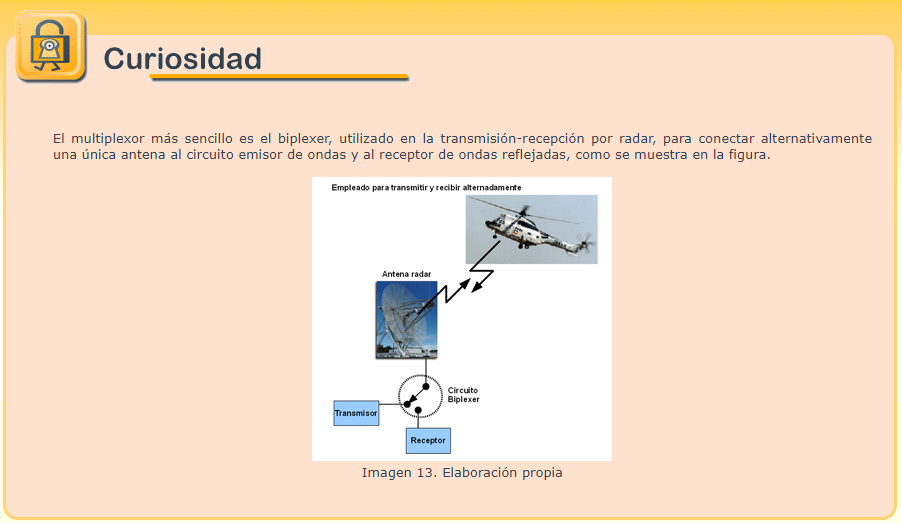 Curiosidad
El multiplexor más sencillo es el biplexer, utilizado en la transmisión-recepción por radar, para conectar alternativamente
una única antena al circuito emisor de ondas y al receptor de ondas reflejadas, como se muestra en la figura.
Empleado para transmitir y recibir alternadamente
Antena radar
Circuito
Biplexer
Transmisor
Receptor
Imagen 13. Elaboración propia